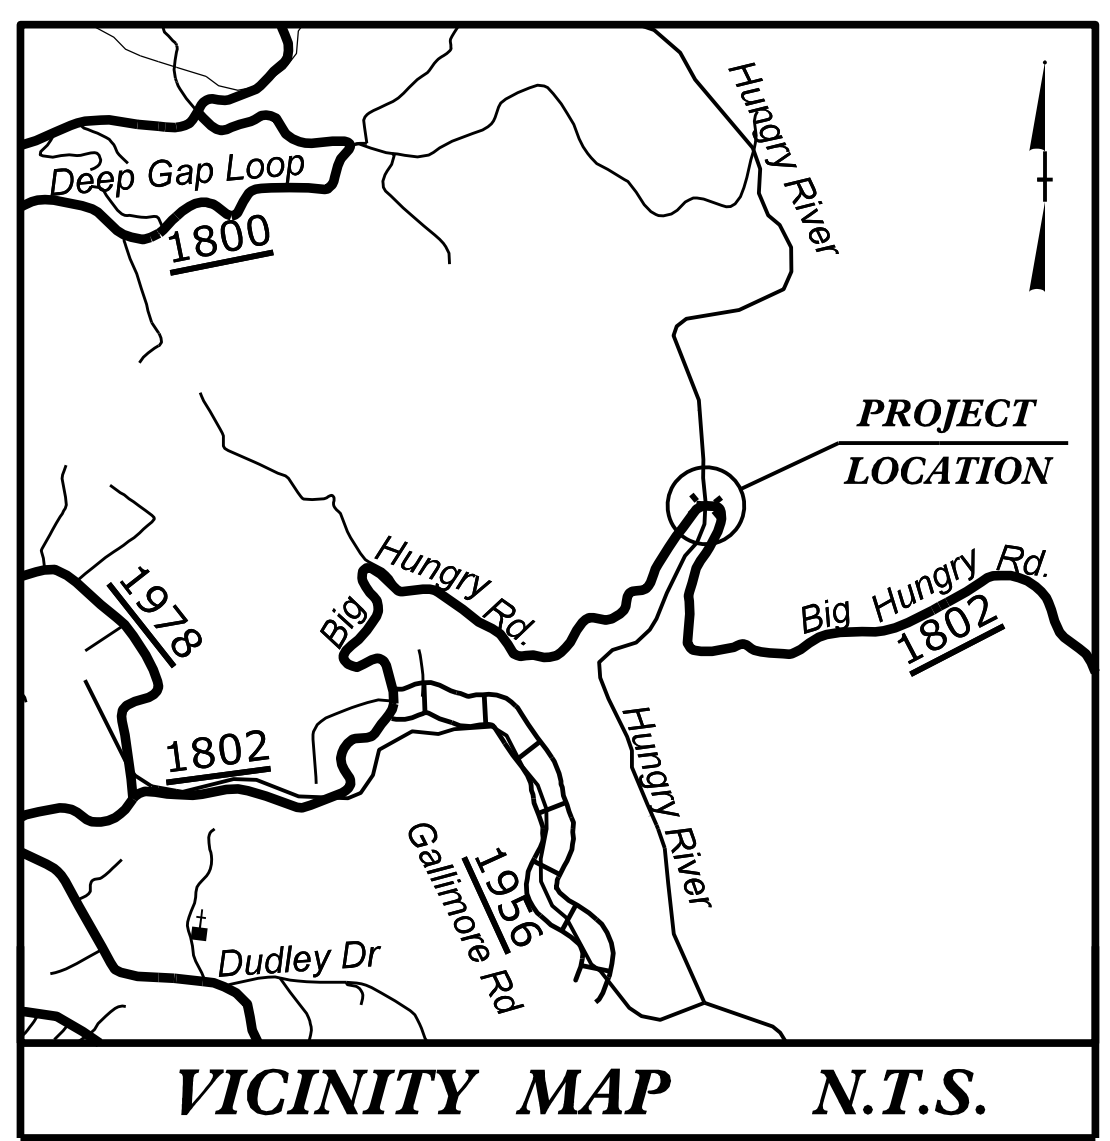 Hungry River
Deep Gap Loop
1800
PROJECT
LOCATION
Hungry Rd.
Big
1978
Big Hungry Rd.
1802
1802
Hungry River
1956
Gallimore Rd
Dudley Dr
VICINITY MAP N.T.S.